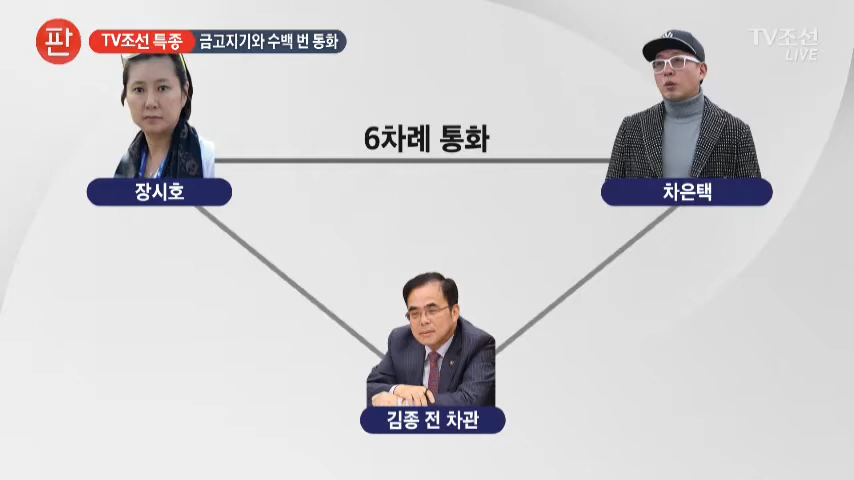 판
TV조선 특종
금고지기와 수백 번 통화
TV조선
LIVE
6차례 통화
장시호
차은택
김종 전 차관